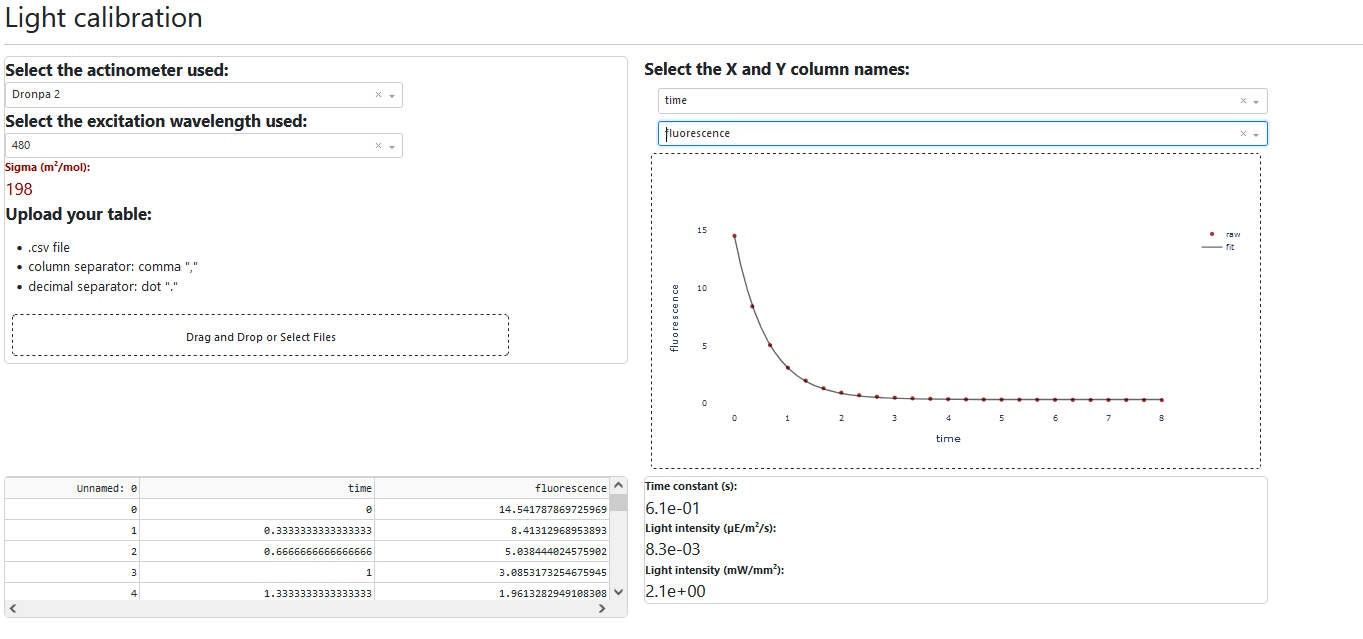 Light calibration
Select the actinometer used:
Dronpa 2
Select the excitation wavelength used:
480
Sigma (m²/mol):
198
Upload your table:
.csv file
column separator: comma ","
decimal separator: dot "."
Drag and Drop or Select Files
Select the X and Y column names:
time
fluorescence
15
10
5
0
fluorescence
0 1 2 3 4 5 6 7 8
time
raw
fit
Unnamed: 0 time fluorescence
0 0 14.541787869725969
1 0.3333333333333333 8.41312968953893
2 0.6666666666666666 5.038444024575902
3 1 3.0853173254675945
4 1.3333333333333333 1.9613282949108308
Time constant (s):
6.1e-01
Light intensity (µE/m²/s):
8.3e-03
Light intensity (mW/mm²):
2.1e+00